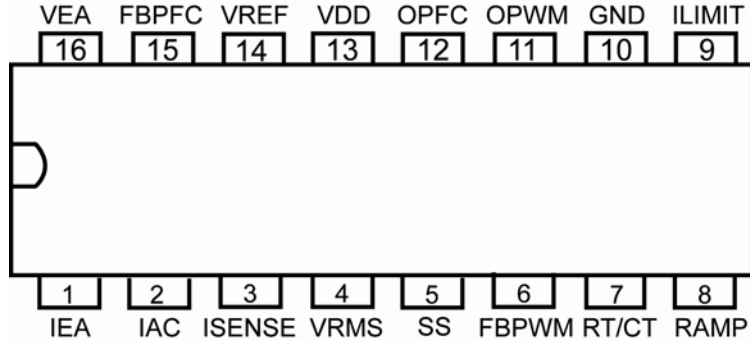 VEA FBPFC VREF VDD OPFC OPWM GND ILIMIT
16 15 14 13 12 11 10 9
1 2 3 4 5 6 7 8
IEA IAC ISENSE VRMS SS FBPWM RT/CT RAMP